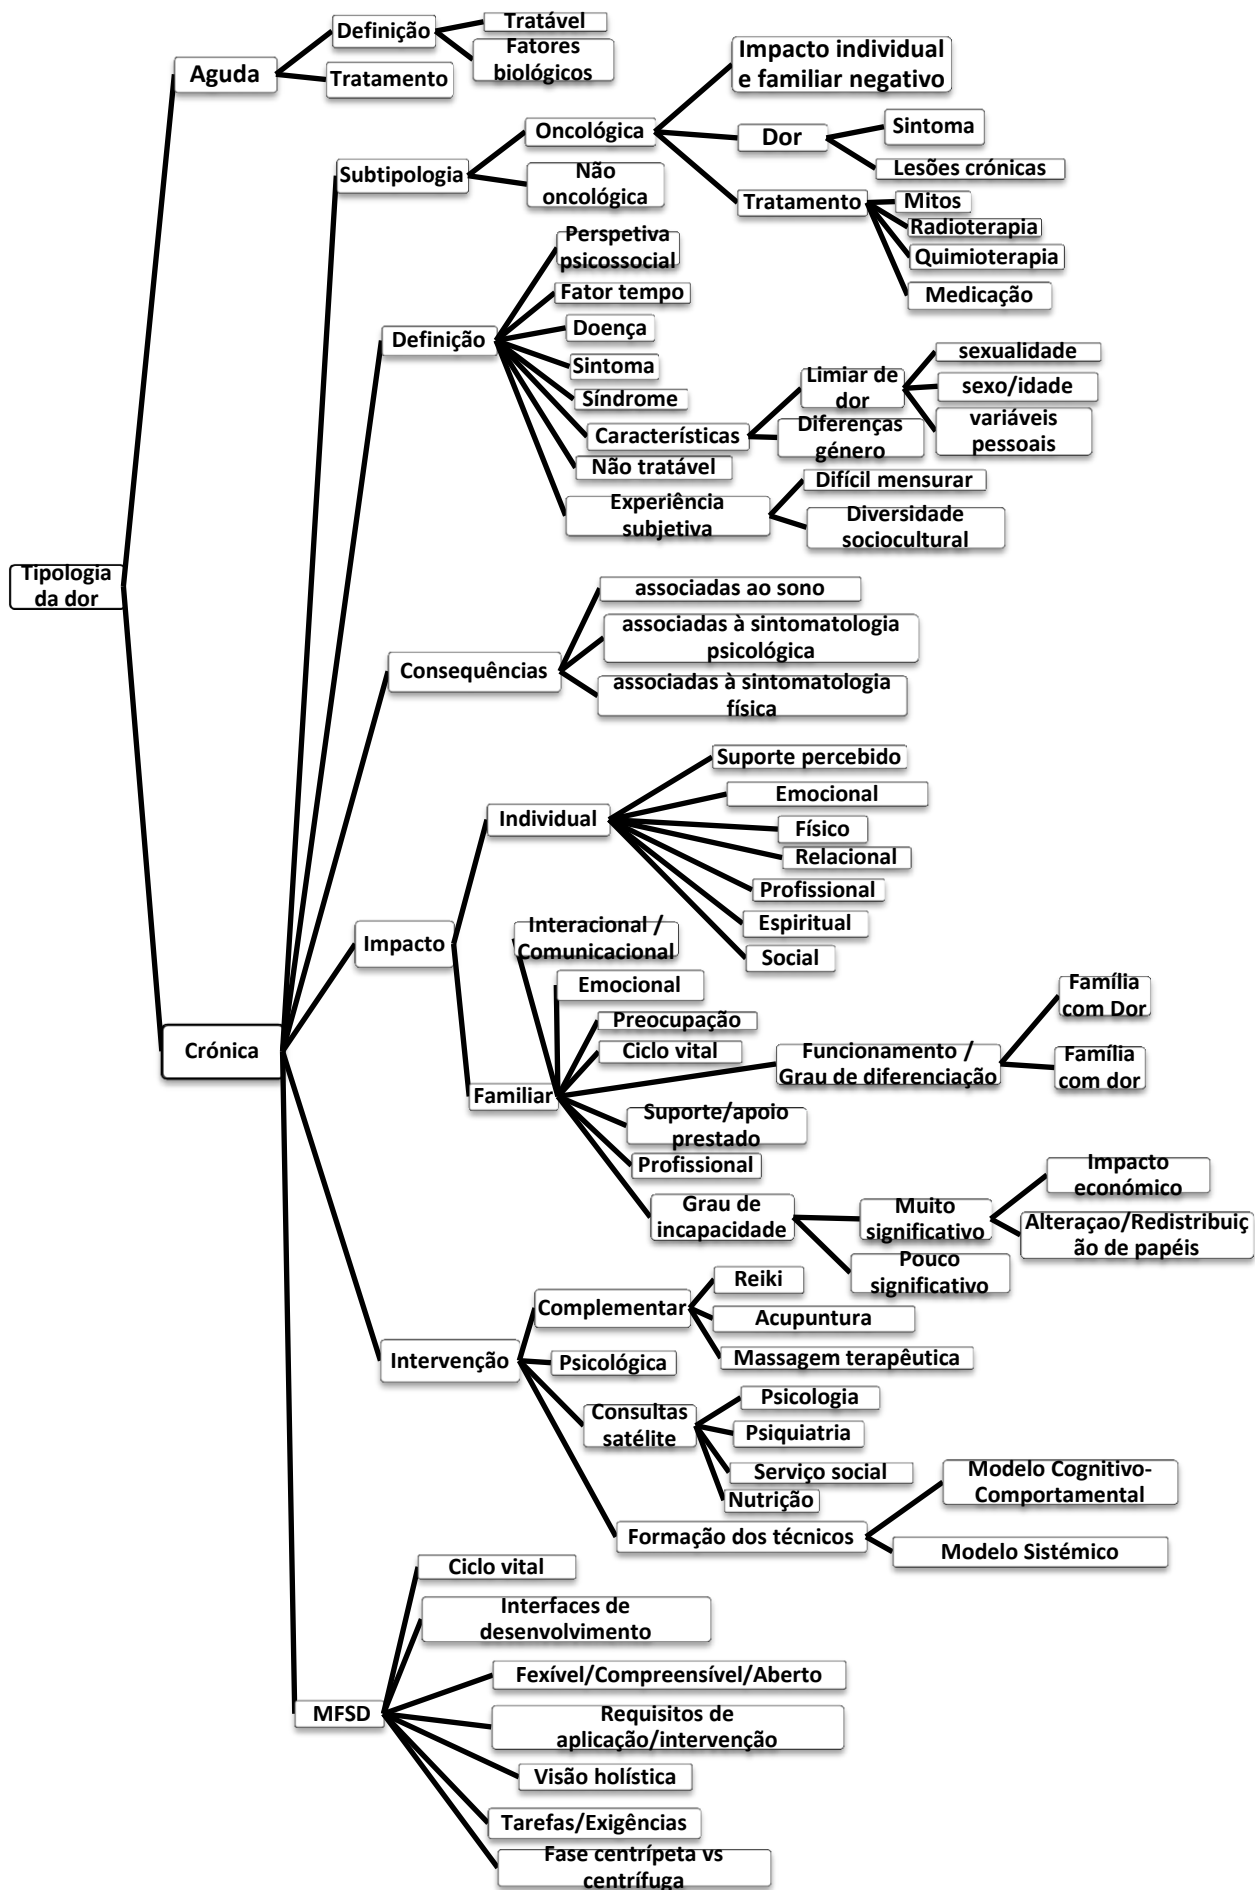 Tipologia
da dor
Aguda
Definição
Tratável
Fatores
biológicos
Tratamento
Crónica
Subtipologia
Oncológica
Impacto individual
e familiar negativo
Dor
Sintoma
Lesões crónicas
Tratamento
Mitos
Radioterapia
Quimioterapia
Medicação
Não
oncológica
Definição
Perspetiva
psicossocial
Fator tempo
Doença
Sintoma
Síndrome
Características
Limiar de
dor
sexualidade
sexo/idade
variáveis
pessoais
Diferenças
género
Não tratável
Experiência
subjetiva
Difícil mensurar
Diversidade
sociocultural
Consequências
associadas ao sono
associadas à sintomatologia
psicológica
associadas à sintomatologia
física
Impacto
Individual
Suporte percebido
Emocional
Físico
Relacional
Profissional
Espiritual
Social
Familiar
Interacional /
Comunicacional
Emocional
Preocupação
Ciclo vital
Funcionamento /
Grau de diferenciação
Família
com Dor
Família
com dor
Suporte/apoio
prestado
Profissional
Grau de
incapacidade
Muito
significativo
Impacto
económico
Alteraçao/Redistribuiç
ão de papéis
Pouco
significativo
Intervenção
Complementar
Reiki
Acupuntura
Massagem terapêutica
Psicológica
Consultas
satélite
Psicologia
Psiquiatria
Serviço social
Nutrição
Formação dos técnicos
Modelo Cognitivo-
Comportamental
Modelo Sistémico
MFSD
Ciclo vital
Interfaces de
desenvolvimento
Fexível/Compreensível/Aberto
Requisitos de
aplicação/intervenção
Visão holística
Tarefas/Exigências
Fase centrípeta vs
centrífuga